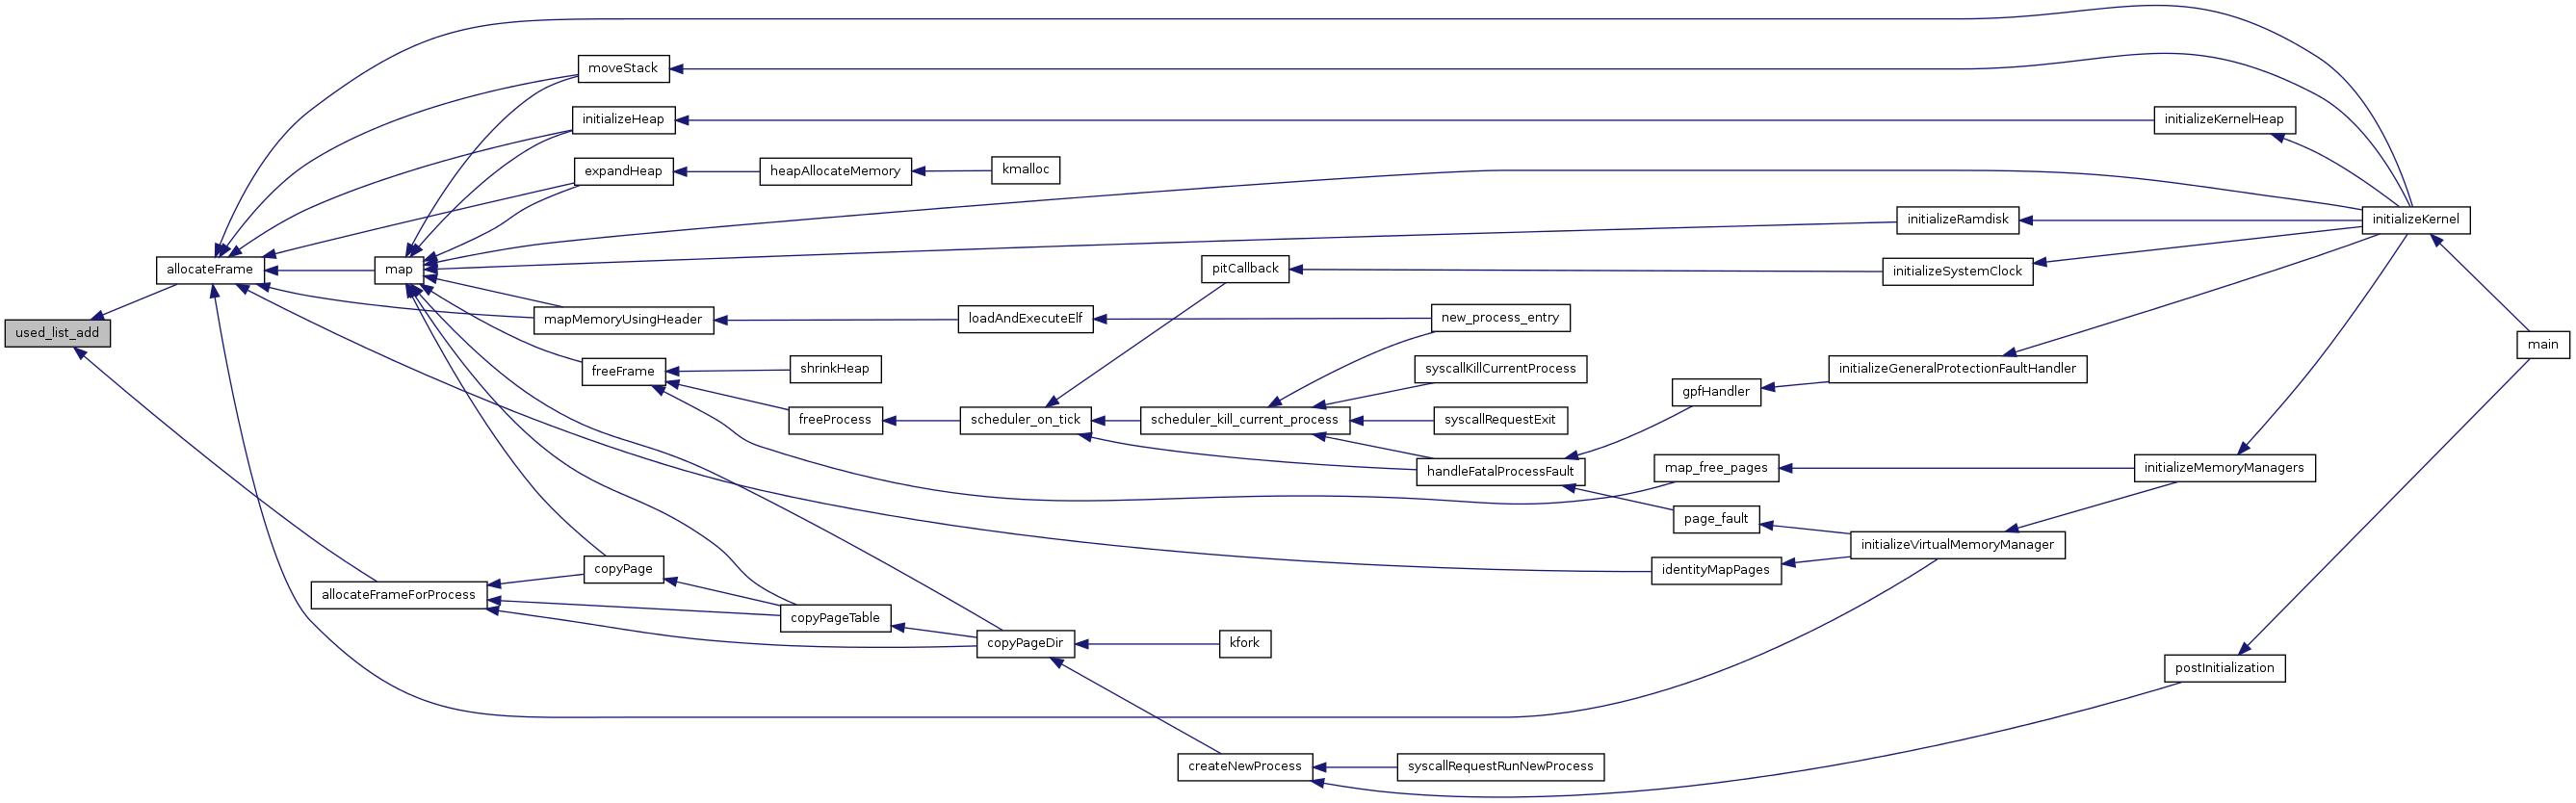 moveStack
initializeHeap
initializeKernelHeap
expandHeap
heapAllocateMemory
kmalloc
initializeRamdisk
initializeKernel
allocateFrame
map
pitCallback
initializeSystemClock
used_list_add
mapMemoryUsingHeader
loadAndExecuteElf
new_process_entry
main
freeFrame
shrinkHeap
syscallKillCurrentProcess
initializeGeneralProtectionFaultHandler
gpfHandler
freeProcess
scheduler_on_tick
scheduler_kill_current_process
syscallRequestExit
handleFatalProcessFault
map_free_pages
initializeMemoryManagers
page_fault
initializeVirtualMemoryManager
copyPage
identityMapPages
allocateFrameForProcess
copyPageTable
copyPageDir
kfork
postInitialization
createNewProcess
syscallRequestRunNewProcess